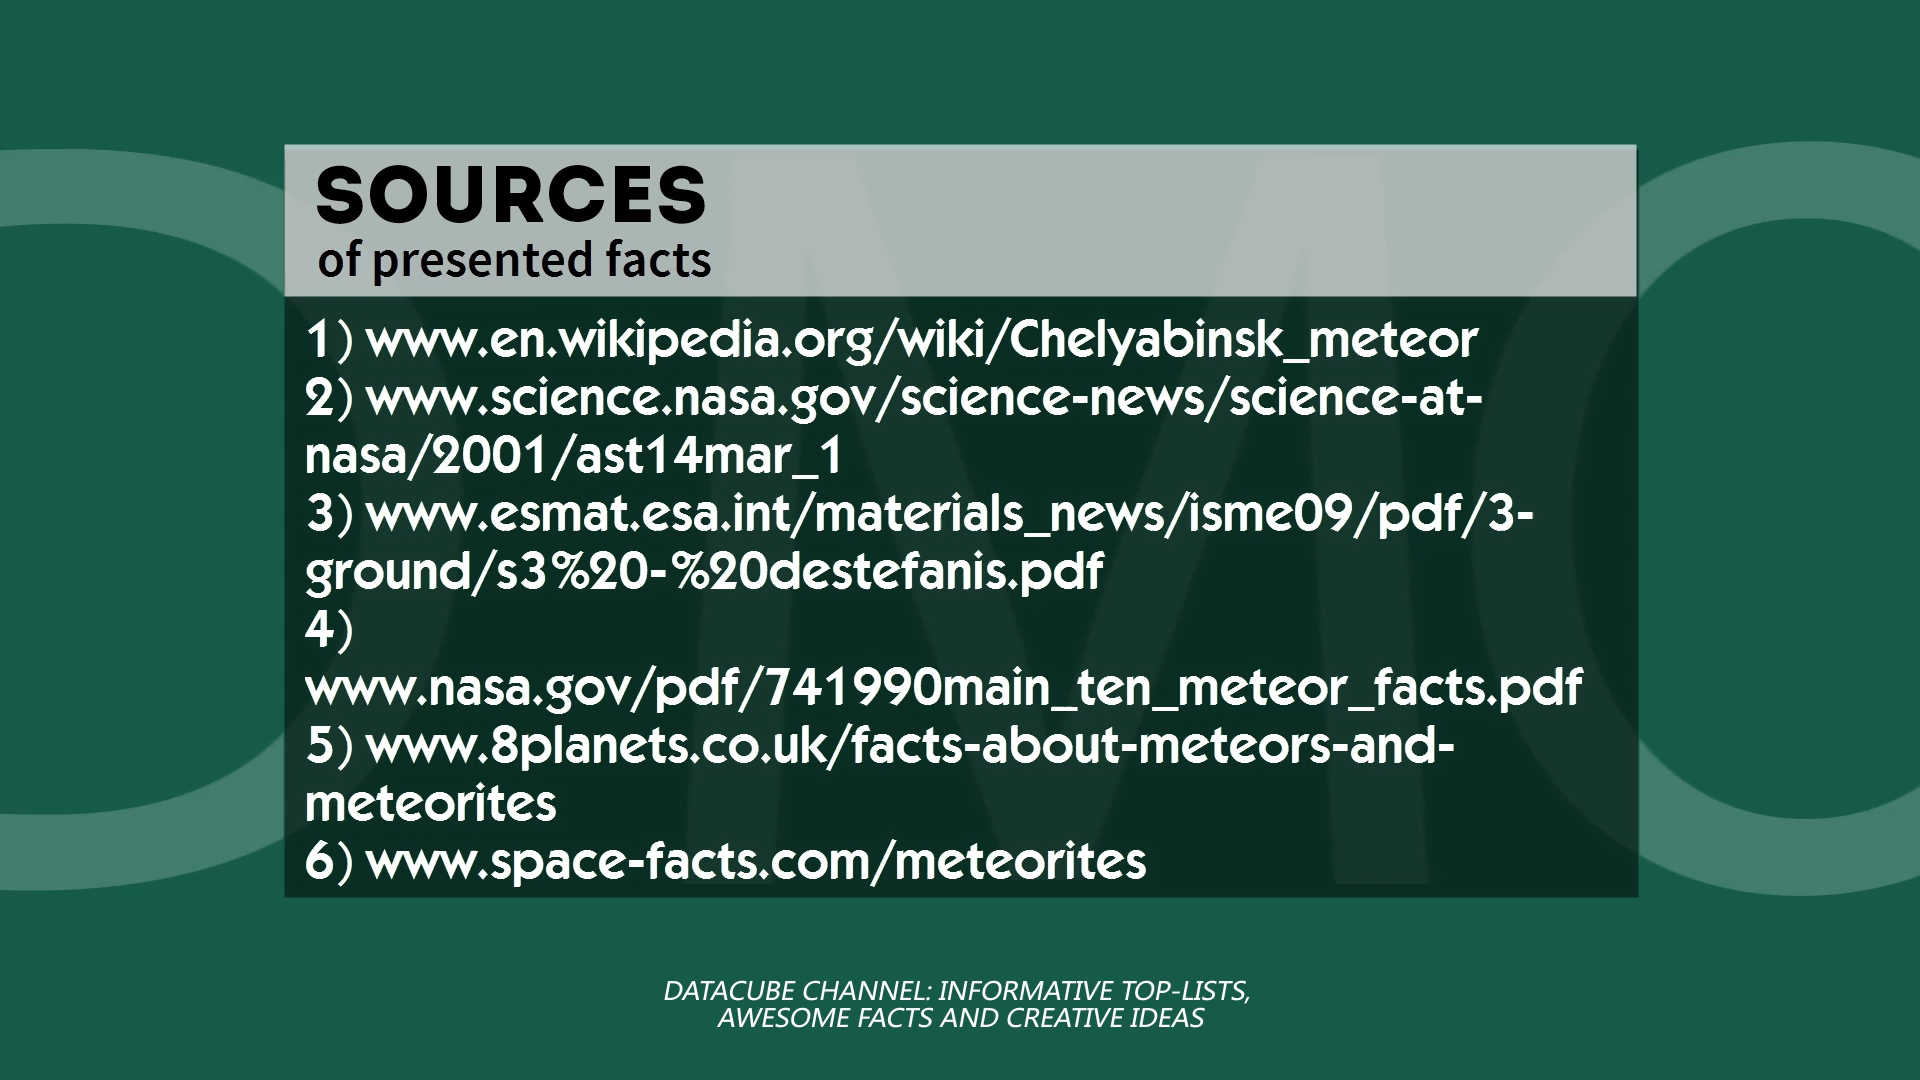 SOURCES
of presented facts
1) www.en.wikipedia.org/wiki/Chelyabinsk_meteor
2) www.science.nasa.gov/science-news/science-at-
nasa/2001/ast14mar_1
3) www.esmat.esa.int/materials_news/isme09/pdf/3-
ground/s3%20-%20destefanis.pdf
4)
www.nasa.gov/pdf/741990main_ten_meteor_facts.pdf
5) www.8planets.co.uk/facts-about-meteors-and-
meteorites
6) www.space-facts.com/meteorites
DATACUBE CHANNEL: INFORMATIVE TOP-LISTS,
AWESOME FACTS AND CREATIVE IDEAS